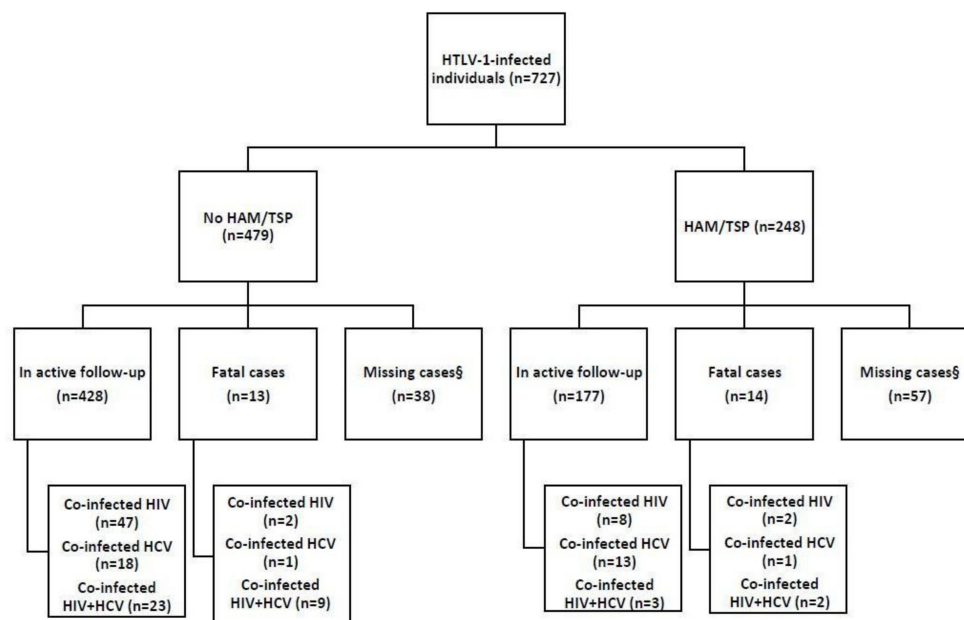 HTLV-1-infected
individuals (n=727)
No HAM/TSP
(n=479)
HAM/TSP (n=248)
In active follow-up
(n=428)
Fatal cases
(n=13)
Missing cases§
(n=38)
In active follow-up
(n=177)
Fatal cases
(n=14)
Missing cases§
(n=57)
Co-infected HIV
(n=47)
Co-infected HCV
(n=18)
Co-infected
HIV+HCV (n=23)
Co-infected HIV
(n=2)
Co-infected HCV
(n=1)
Co-infected
HIV+HCV (n=9)
Co-infected HIV
(n=8)
Co-infected HCV
(n=13)
Co-infected
HIV+HCV (n=3)
Co-infected HIV
(n=2)
Co-infected HCV
(n=1)
Co-infected
HIV+HCV (n=2)